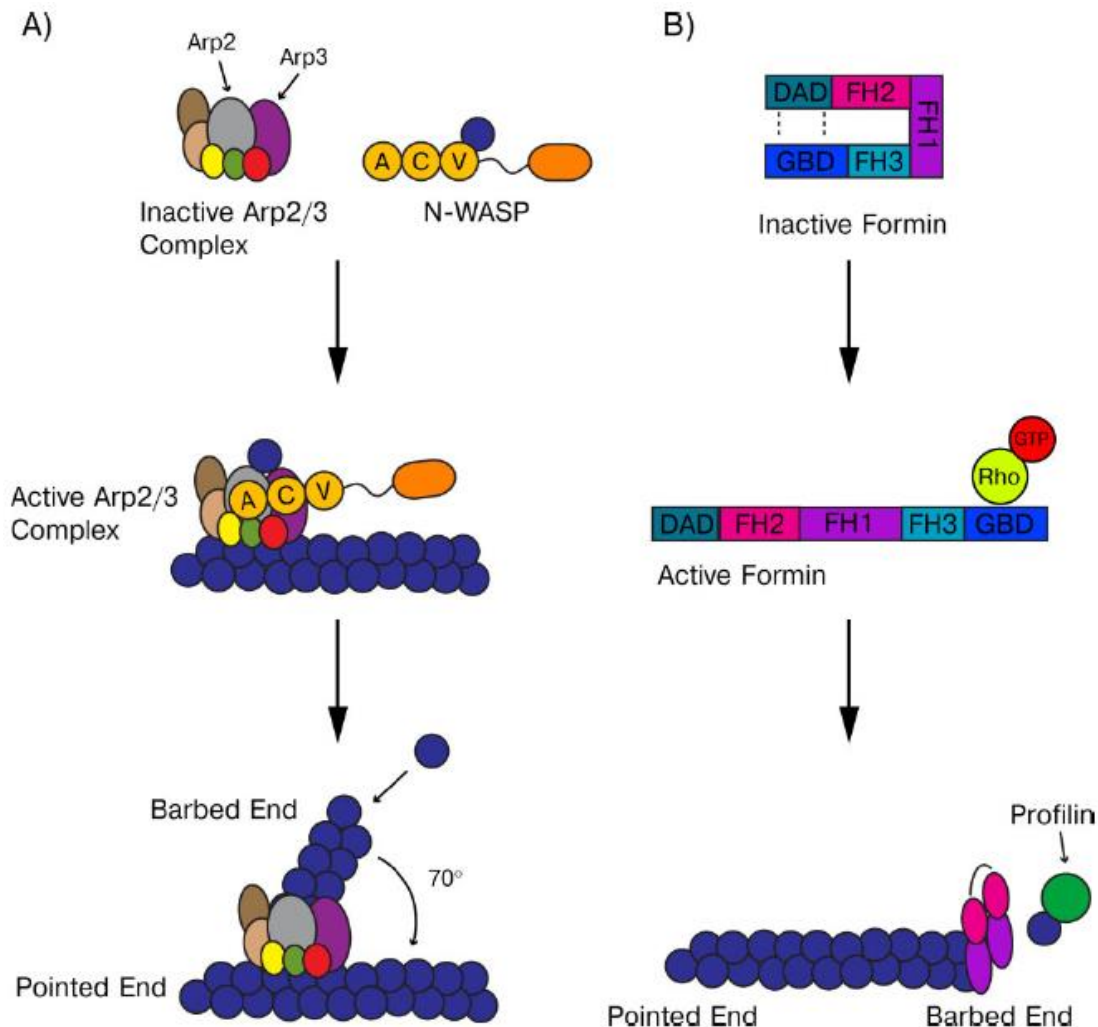 A)
Arp2
Arp3
Inactive Arp2/3
Complex
A C V
N-WASP
Active Arp2/3
Complex
A C V
Barbed End
70°
Pointed End
B)
DAD FH2
FH1
GBD FH3
Inactive Formin
GTP
Rho
DAD FH2 FH1 FH3 GBD
Active Formin
Profilin
Pointed End
Barbed End